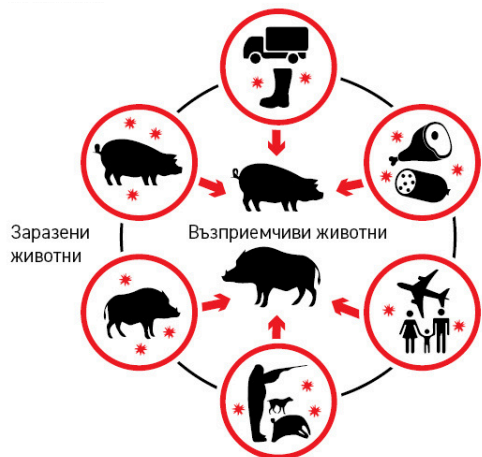 Заразени
животни
Възприемчиви животни